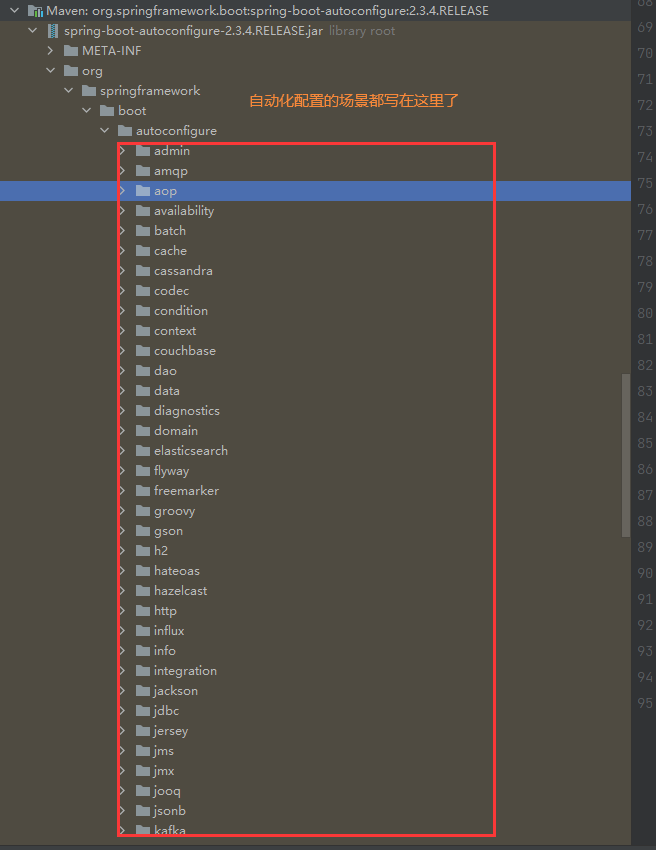 Maven: org.springframework.boot:spring-boot-autoconfigure:2.3.4.RELEASE
68
spring-boot-autoconfigure-2.3.4.RELEASE.jar library root
69
META-INF
70
org
71
springframework
自动化配置的场景都写在这里了
72
boot
autoconfigure
73
admin
74
amqp
aop
75
availability
76
batch
77
cache
78
cassandra
codec
79
condition
80
context
81
couchbase
dao
82
data
83
diagnostics
84
domain
elasticsearch
85
flyway
86
freemarker
87
groovy
88
gson
h2
89
hateoas
90
hazelcast
91
http
influx
92
info
93
integration
94
jackson
jdbc
95
jersey
jms
jmx
jooq
jsonb
kafka